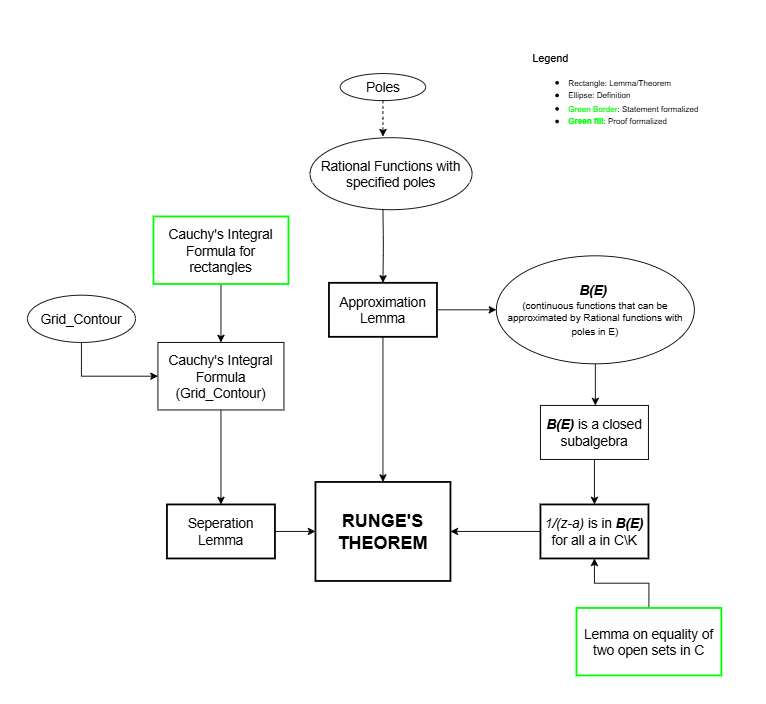 Legend
Rectangle: Lemma/Theorem
Ellipse: Definition
Green Border: Statement formalized
Green fill: Proof formalized
Poles
Rational Functions with
specified poles
Cauchy's Integral
Formula for
rectangles
Grid_Contour
Approximation
Lemma
B(E)
(continuous functions that can be
approximated by Rational functions with
poles in E)
Cauchy's Integral
Formula
(Grid_Contour)
B(E) is a closed
subalgebra
Seperation
Lemma
RUNGE'S
THEOREM
1/(z-a) is in B(E)
for all a in C\K
Lemma on equality of
two open sets in C